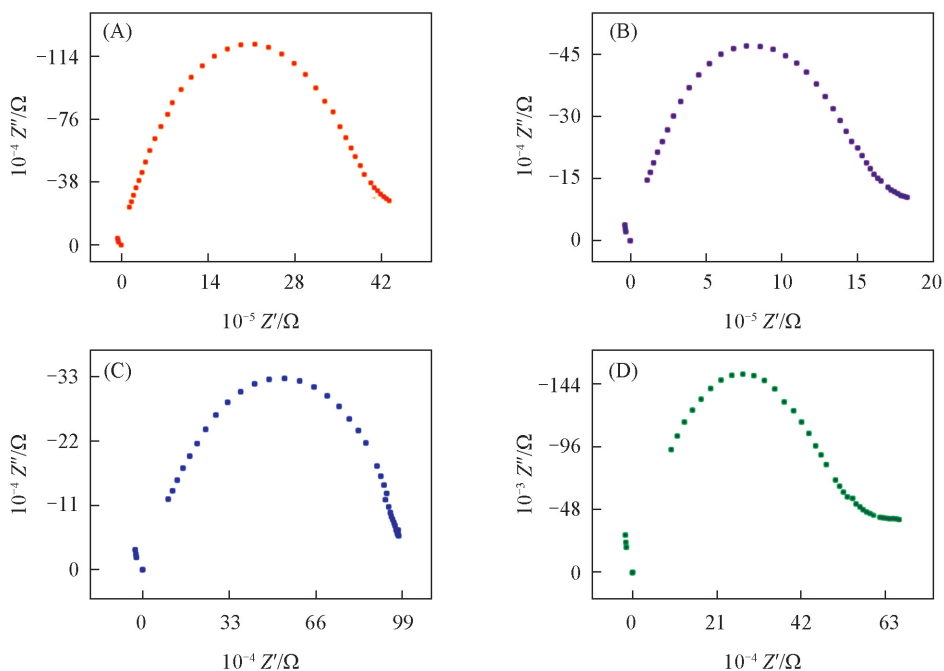 (A)
−114
−76
−38
0
10⁻⁴ Z″/Ω
0 14 28 42
10⁻⁵ Z′/Ω
(B)
−45
−30
−15
0
10⁻⁴ Z″/Ω
0 5 10 15 20
10⁻⁵ Z′/Ω
(C)
−33
−22
−11
0
10⁻⁴ Z″/Ω
0 33 66 99
10⁻⁴ Z′/Ω
(D)
−144
−96
−48
0
10⁻³ Z″/Ω
0 21 42 63
10⁻⁴ Z′/Ω